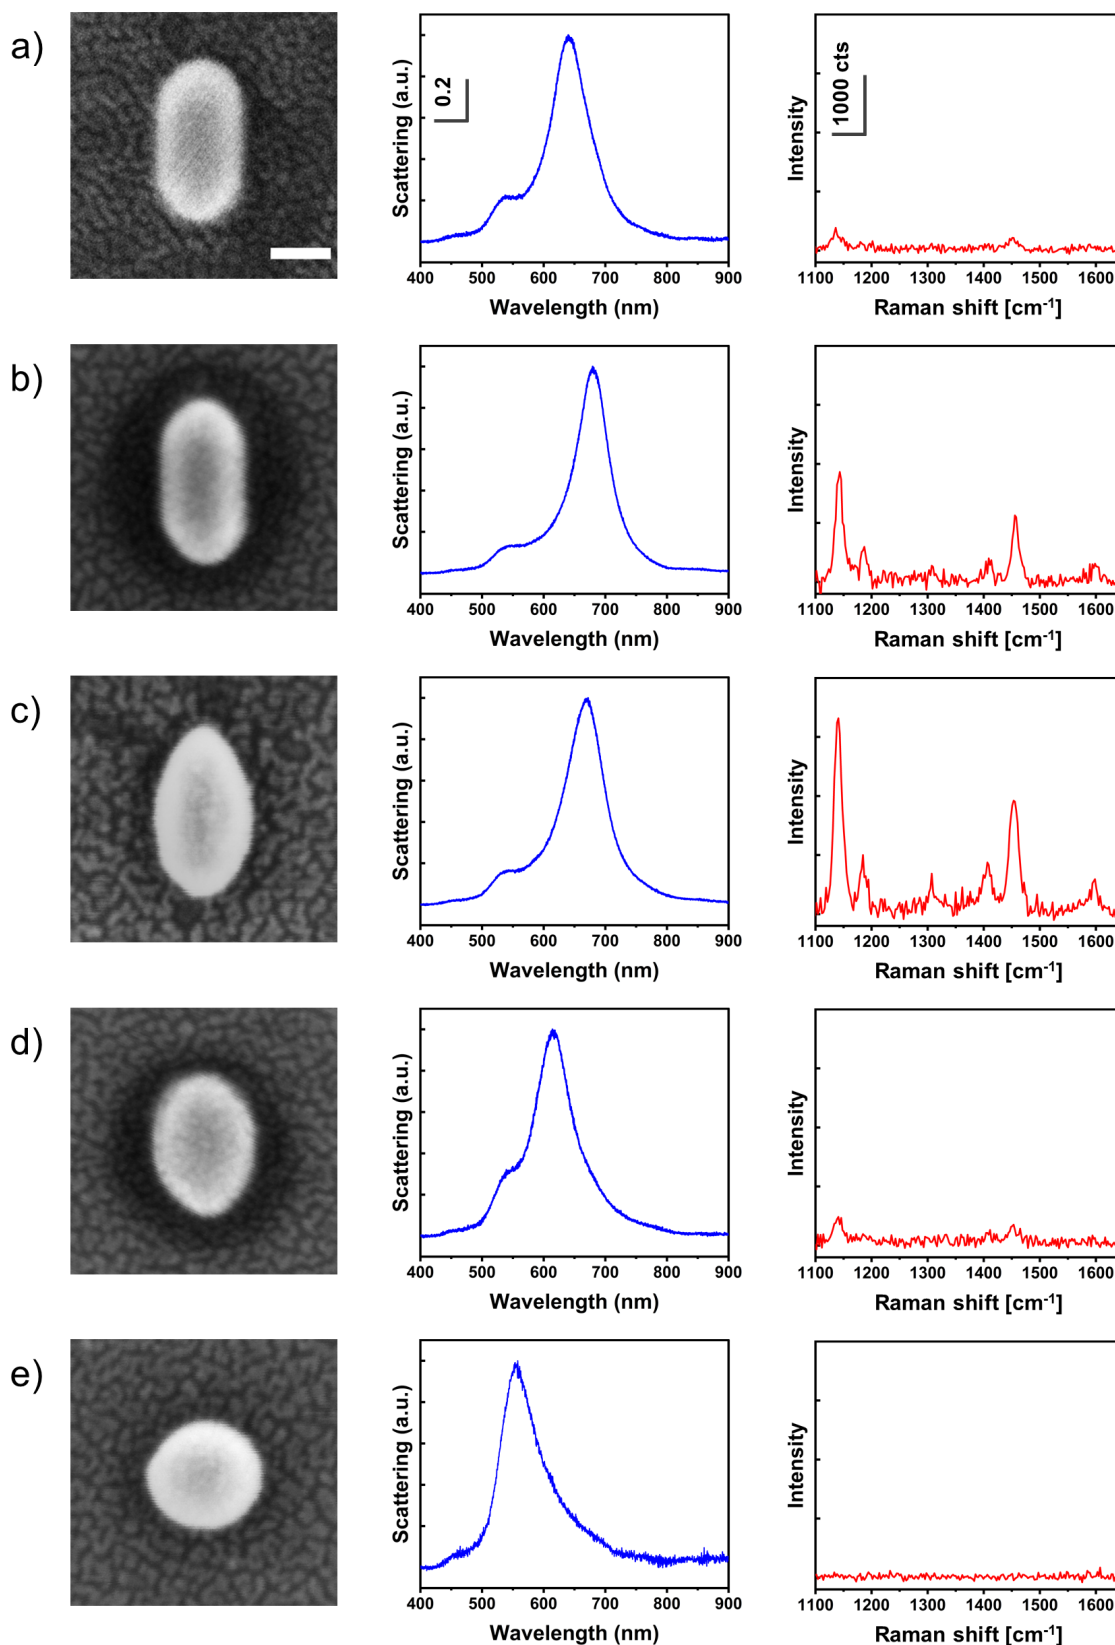 a)
Scattering (a.u.)
0.2
400 500 600 700 800 900
Wavelength (nm)
Intensity
1000 cts
1100 1200 1300 1400 1500 1600
Raman shift [cm⁻¹]
b)
Scattering (a.u.)
400 500 600 700 800 900
Wavelength (nm)
Intensity
1100 1200 1300 1400 1500 1600
Raman shift [cm⁻¹]
c)
Scattering (a.u.)
400 500 600 700 800 900
Wavelength (nm)
Intensity
1100 1200 1300 1400 1500 1600
Raman shift [cm⁻¹]
d)
Scattering (a.u.)
400 500 600 700 800 900
Wavelength (nm)
Intensity
1100 1200 1300 1400 1500 1600
Raman shift [cm⁻¹]
e)
Scattering (a.u.)
400 500 600 700 800 900
Wavelength (nm)
Intensity
1100 1200 1300 1400 1500 1600
Raman shift [cm⁻¹]